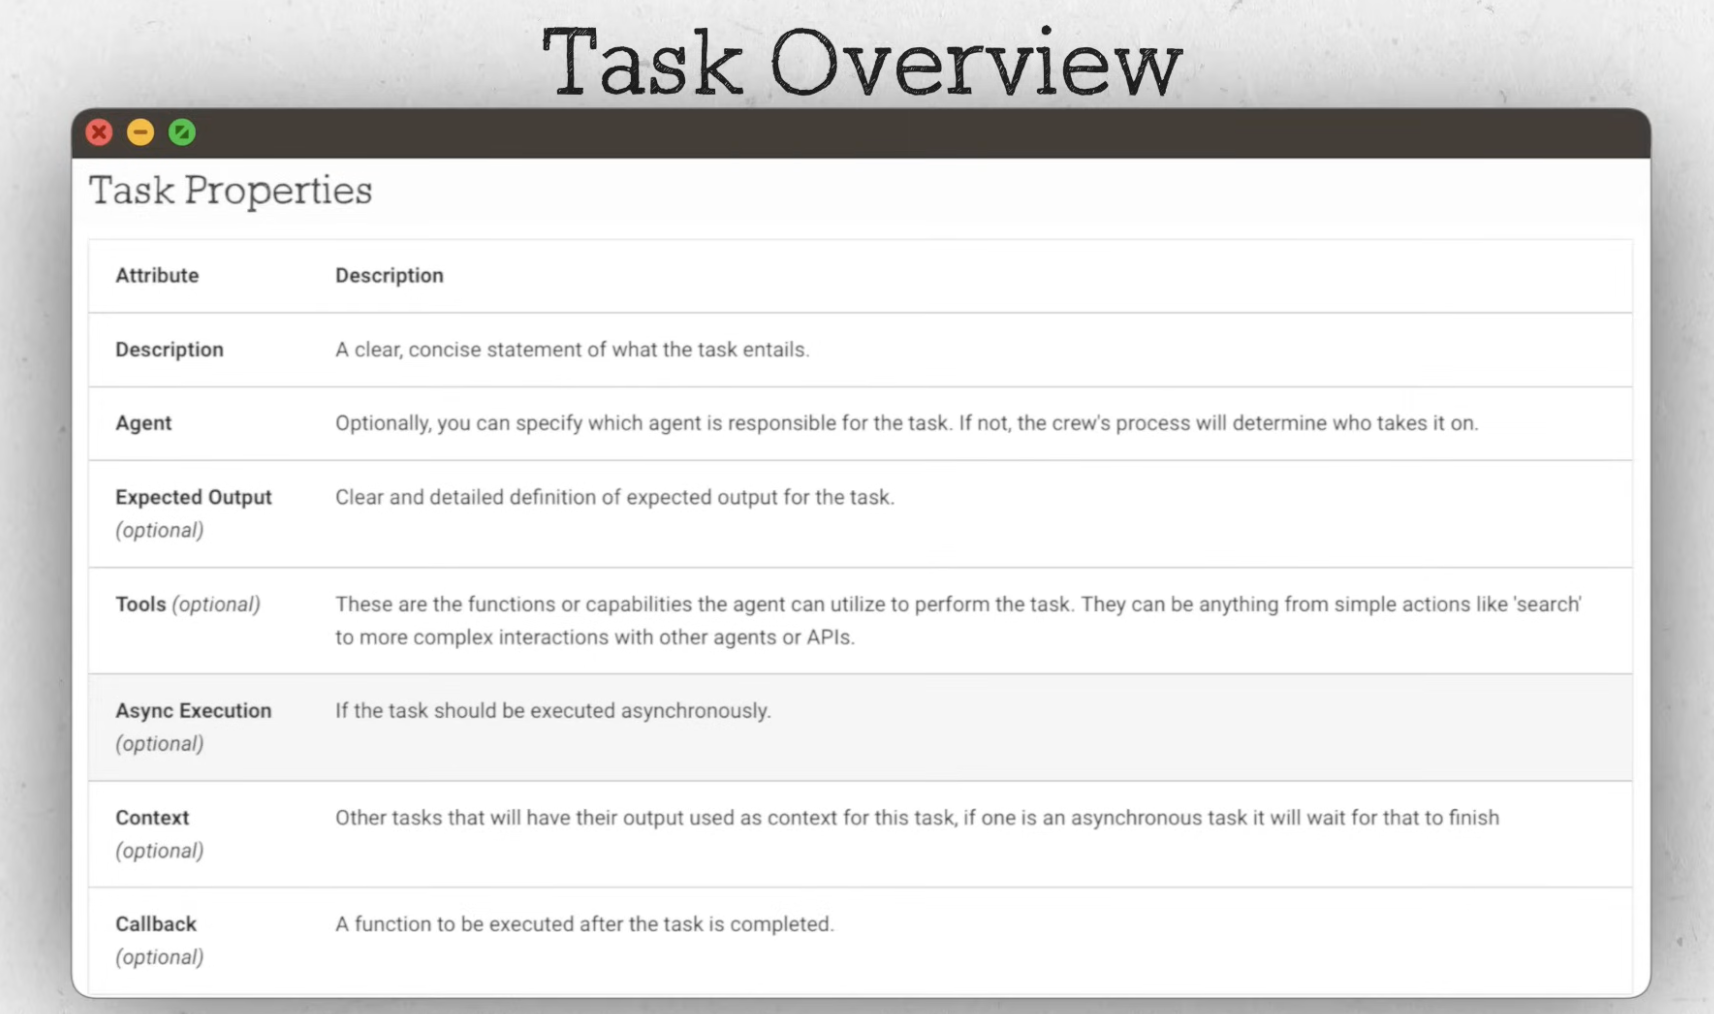 Task Overview
Task Properties
Attribute Description
Description A clear, concise statement of what the task entails.
Agent Optionally, you can specify which agent is responsible for the task. If not, the crew's process will determine who takes it on.
Expected Output Clear and detailed definition of expected output for the task.
(optional)
Tools (optional) These are the functions or capabilities the agent can utilize to perform the task. They can be anything from simple actions like 'search'
to more complex interactions with other agents or APIs.
Async Execution If the task should be executed asynchronously.
(optional)
Context Other tasks that will have their output used as context for this task, if one is an asynchronous task it will wait for that to finish
(optional)
Callback A function to be executed after the task is completed.
(optional)